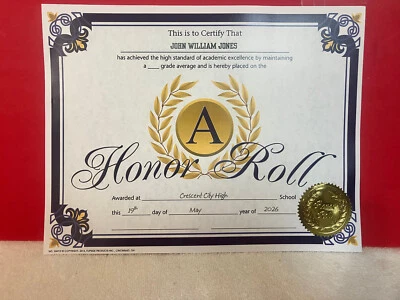 This is to Certify That
JOHN WILLIAM JONES
has achieved the high standard of academic excellence by maintaining
a ____ grade average and is hereby placed on the
A
Honor Roll
Awarded at Crescent City High School
this 19th day of May year of 2026